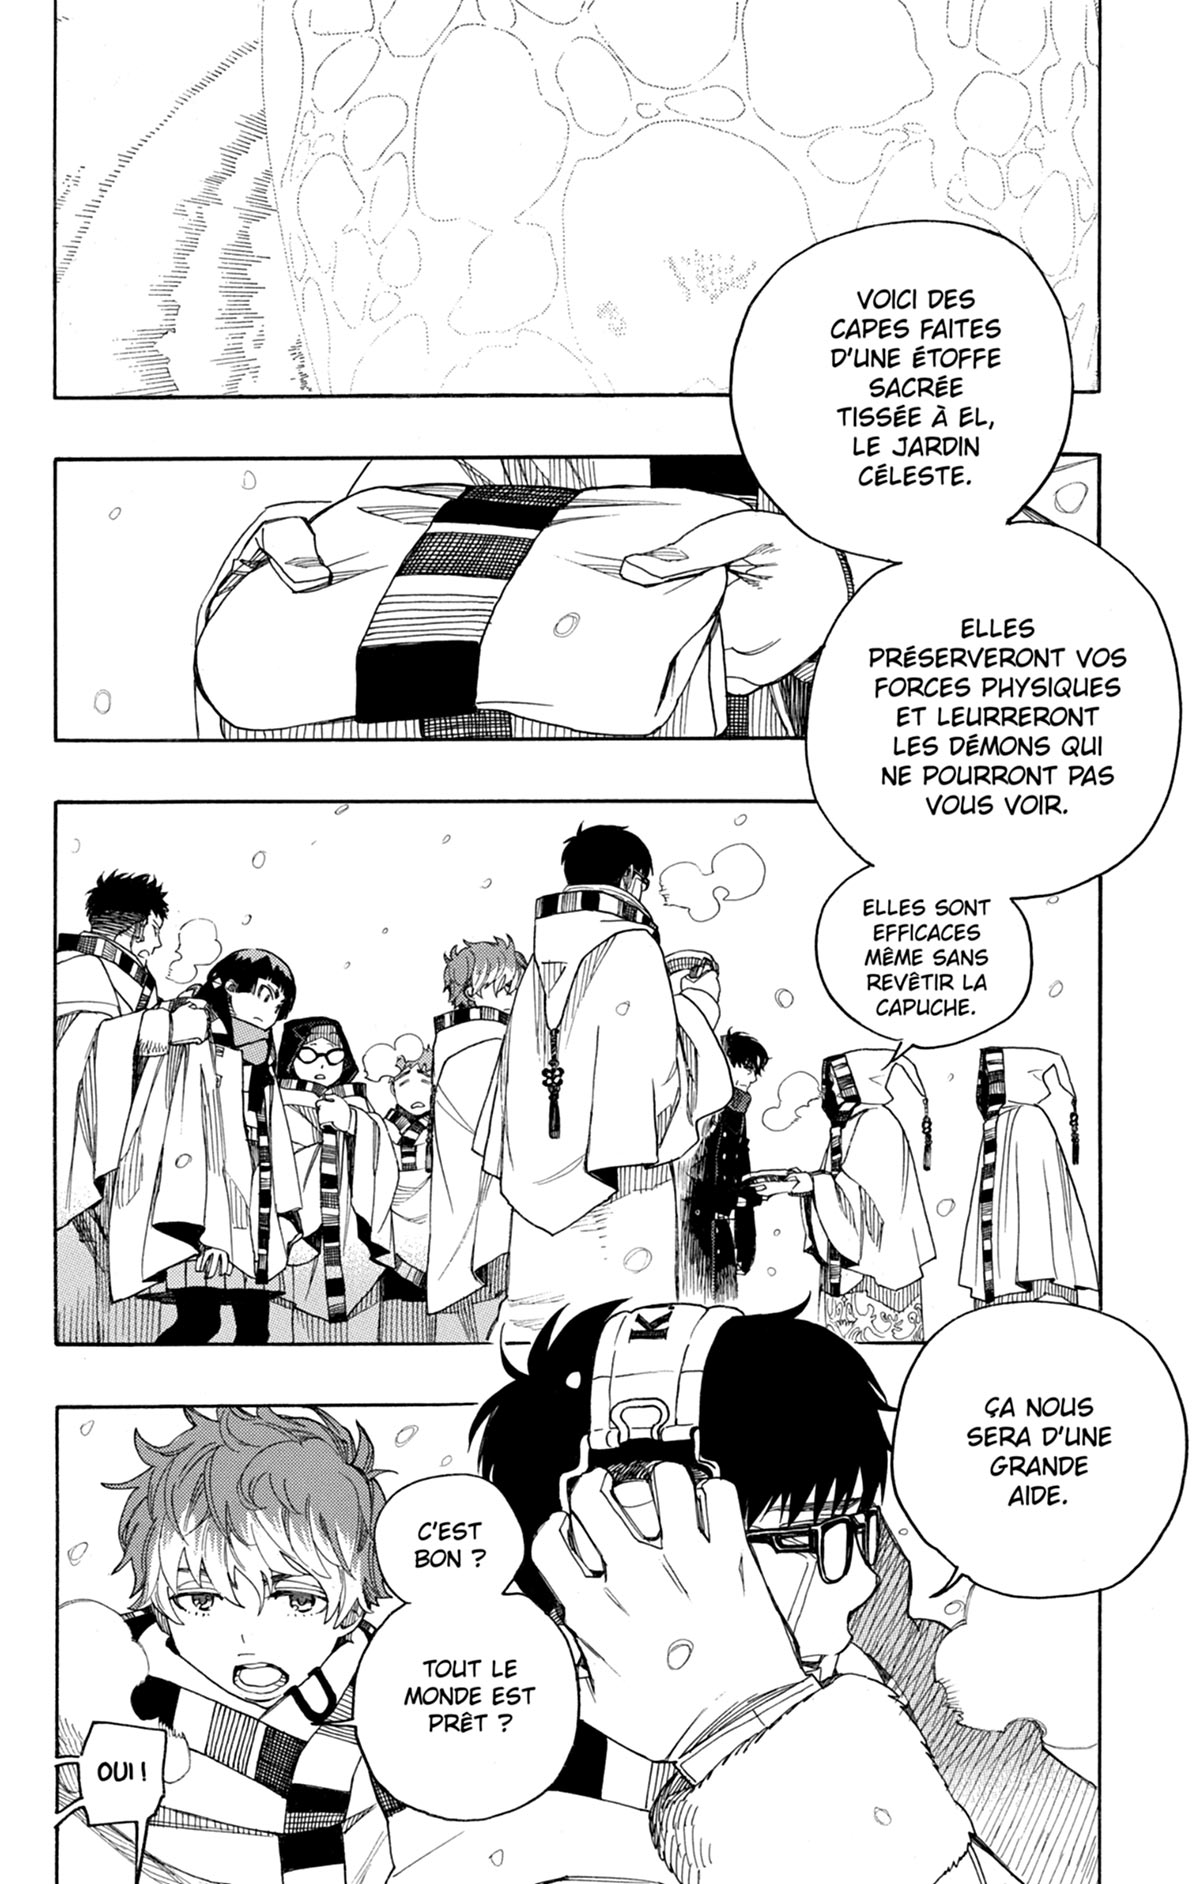 VOICI DES
CAPES FAITES
D'UNE ÉTOFFE
SACRÉE
TISSÉE À EL,
LE JARDIN
CÉLESTE.
ELLES
PRÉSERVERONT VOS
FORCES PHYSIQUES
ET LEURRERONT
LES DÉMONS QUI
NE POURRONT PAS
VOUS VOIR.
ELLES SONT
EFFICACES
MÊME SANS
REVÊTIR LA
CAPUCHE.
K
ÇA NOUS
SERA D'UNE
GRANDE
AIDE.
C'EST
BON ?
TOUT LE
MONDE EST
PRÊT ?
OUI !